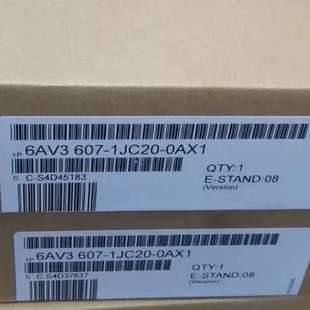 1P 6AV3 607-1JC20-0AX1
S C-S4D45183
QTY:1
E-STAND:08
(Version)
1P 6AV3 607-1JC20-0AX1
S C-S4D37837
QTY:1
E-STAND:08
(Version)